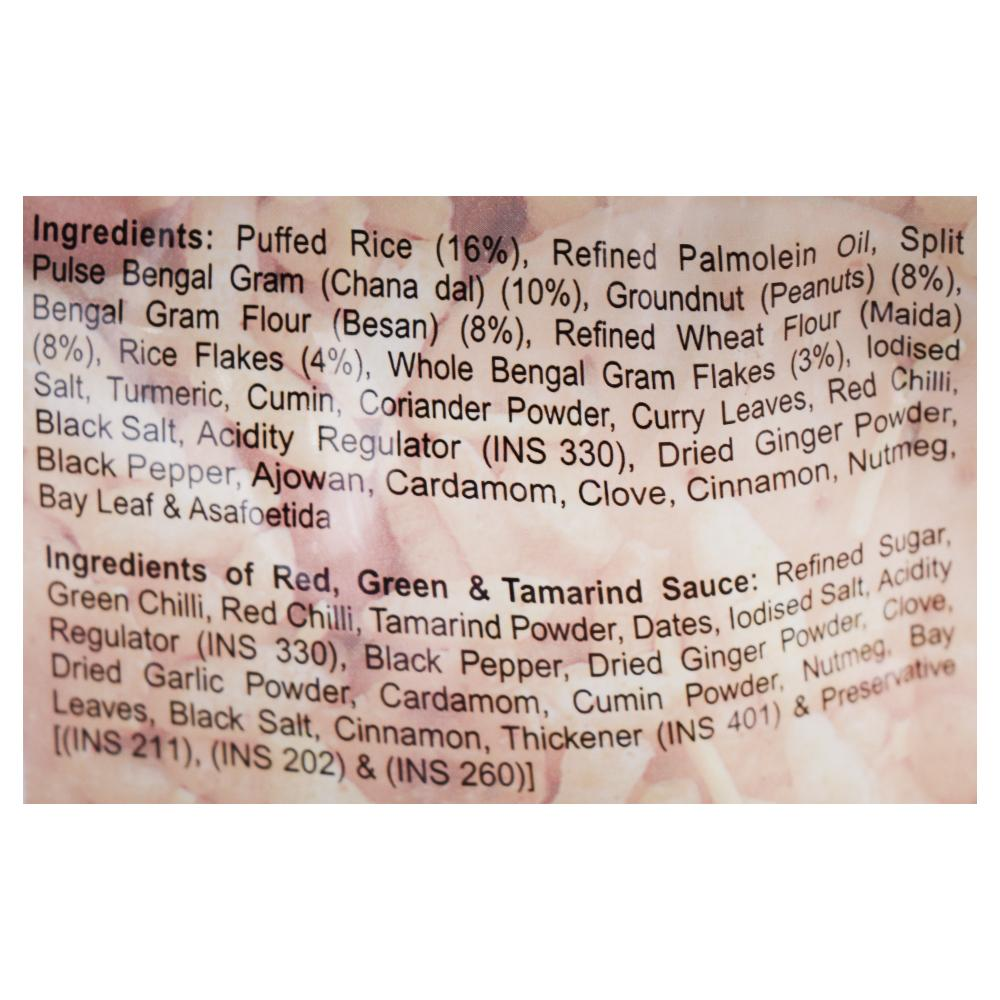 Ingredients: Puffed Rice (16%), Refined Palmolein Oil, Split
Pulse Bengal Gram (Chana dal) (10%), Groundnut (Peanuts) (8%),
Bengal Gram Flour (Besan) (8%), Refined Wheat Flour (Maida)
(8%), Rice Flakes (4%), Whole Bengal Gram Flakes (3%), Iodised
Salt, Turmeric, Cumin, Coriander Powder, Curry Leaves, Red Chilli,
Black Salt, Acidity Regulator (INS 330), Dried Ginger Powder,
Black Pepper, Ajowan, Cardamom, Clove, Cinnamon, Nutmeg,
Bay Leaf & Asafoetida
Ingredients of Red, Green & Tamarind Sauce: Refined Sugar,
Green Chilli, Red Chilli, Tamarind Powder, Dates, Iodised Salt, Acidity
Regulator (INS 330), Black Pepper, Dried Ginger Powder, Clove,
Dried Garlic Powder, Cardamom, Cumin Powder, Nutmeg, Bay
Leaves, Black Salt, Cinnamon, Thickener (INS 401) & Preservative
[(INS 211), (INS 202) & (INS 260)]